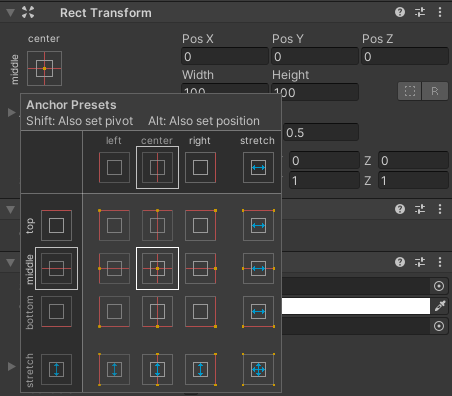 Rect Transform
center
middle
Pos X Pos Y Pos Z
0 0 0
Width Height
100 100
R
Anchor Presets
Shift: Also set pivot Alt: Also set position
0.5
left center right stretch
0 Z 0
1 Z 1
top
middle
bottom
stretch